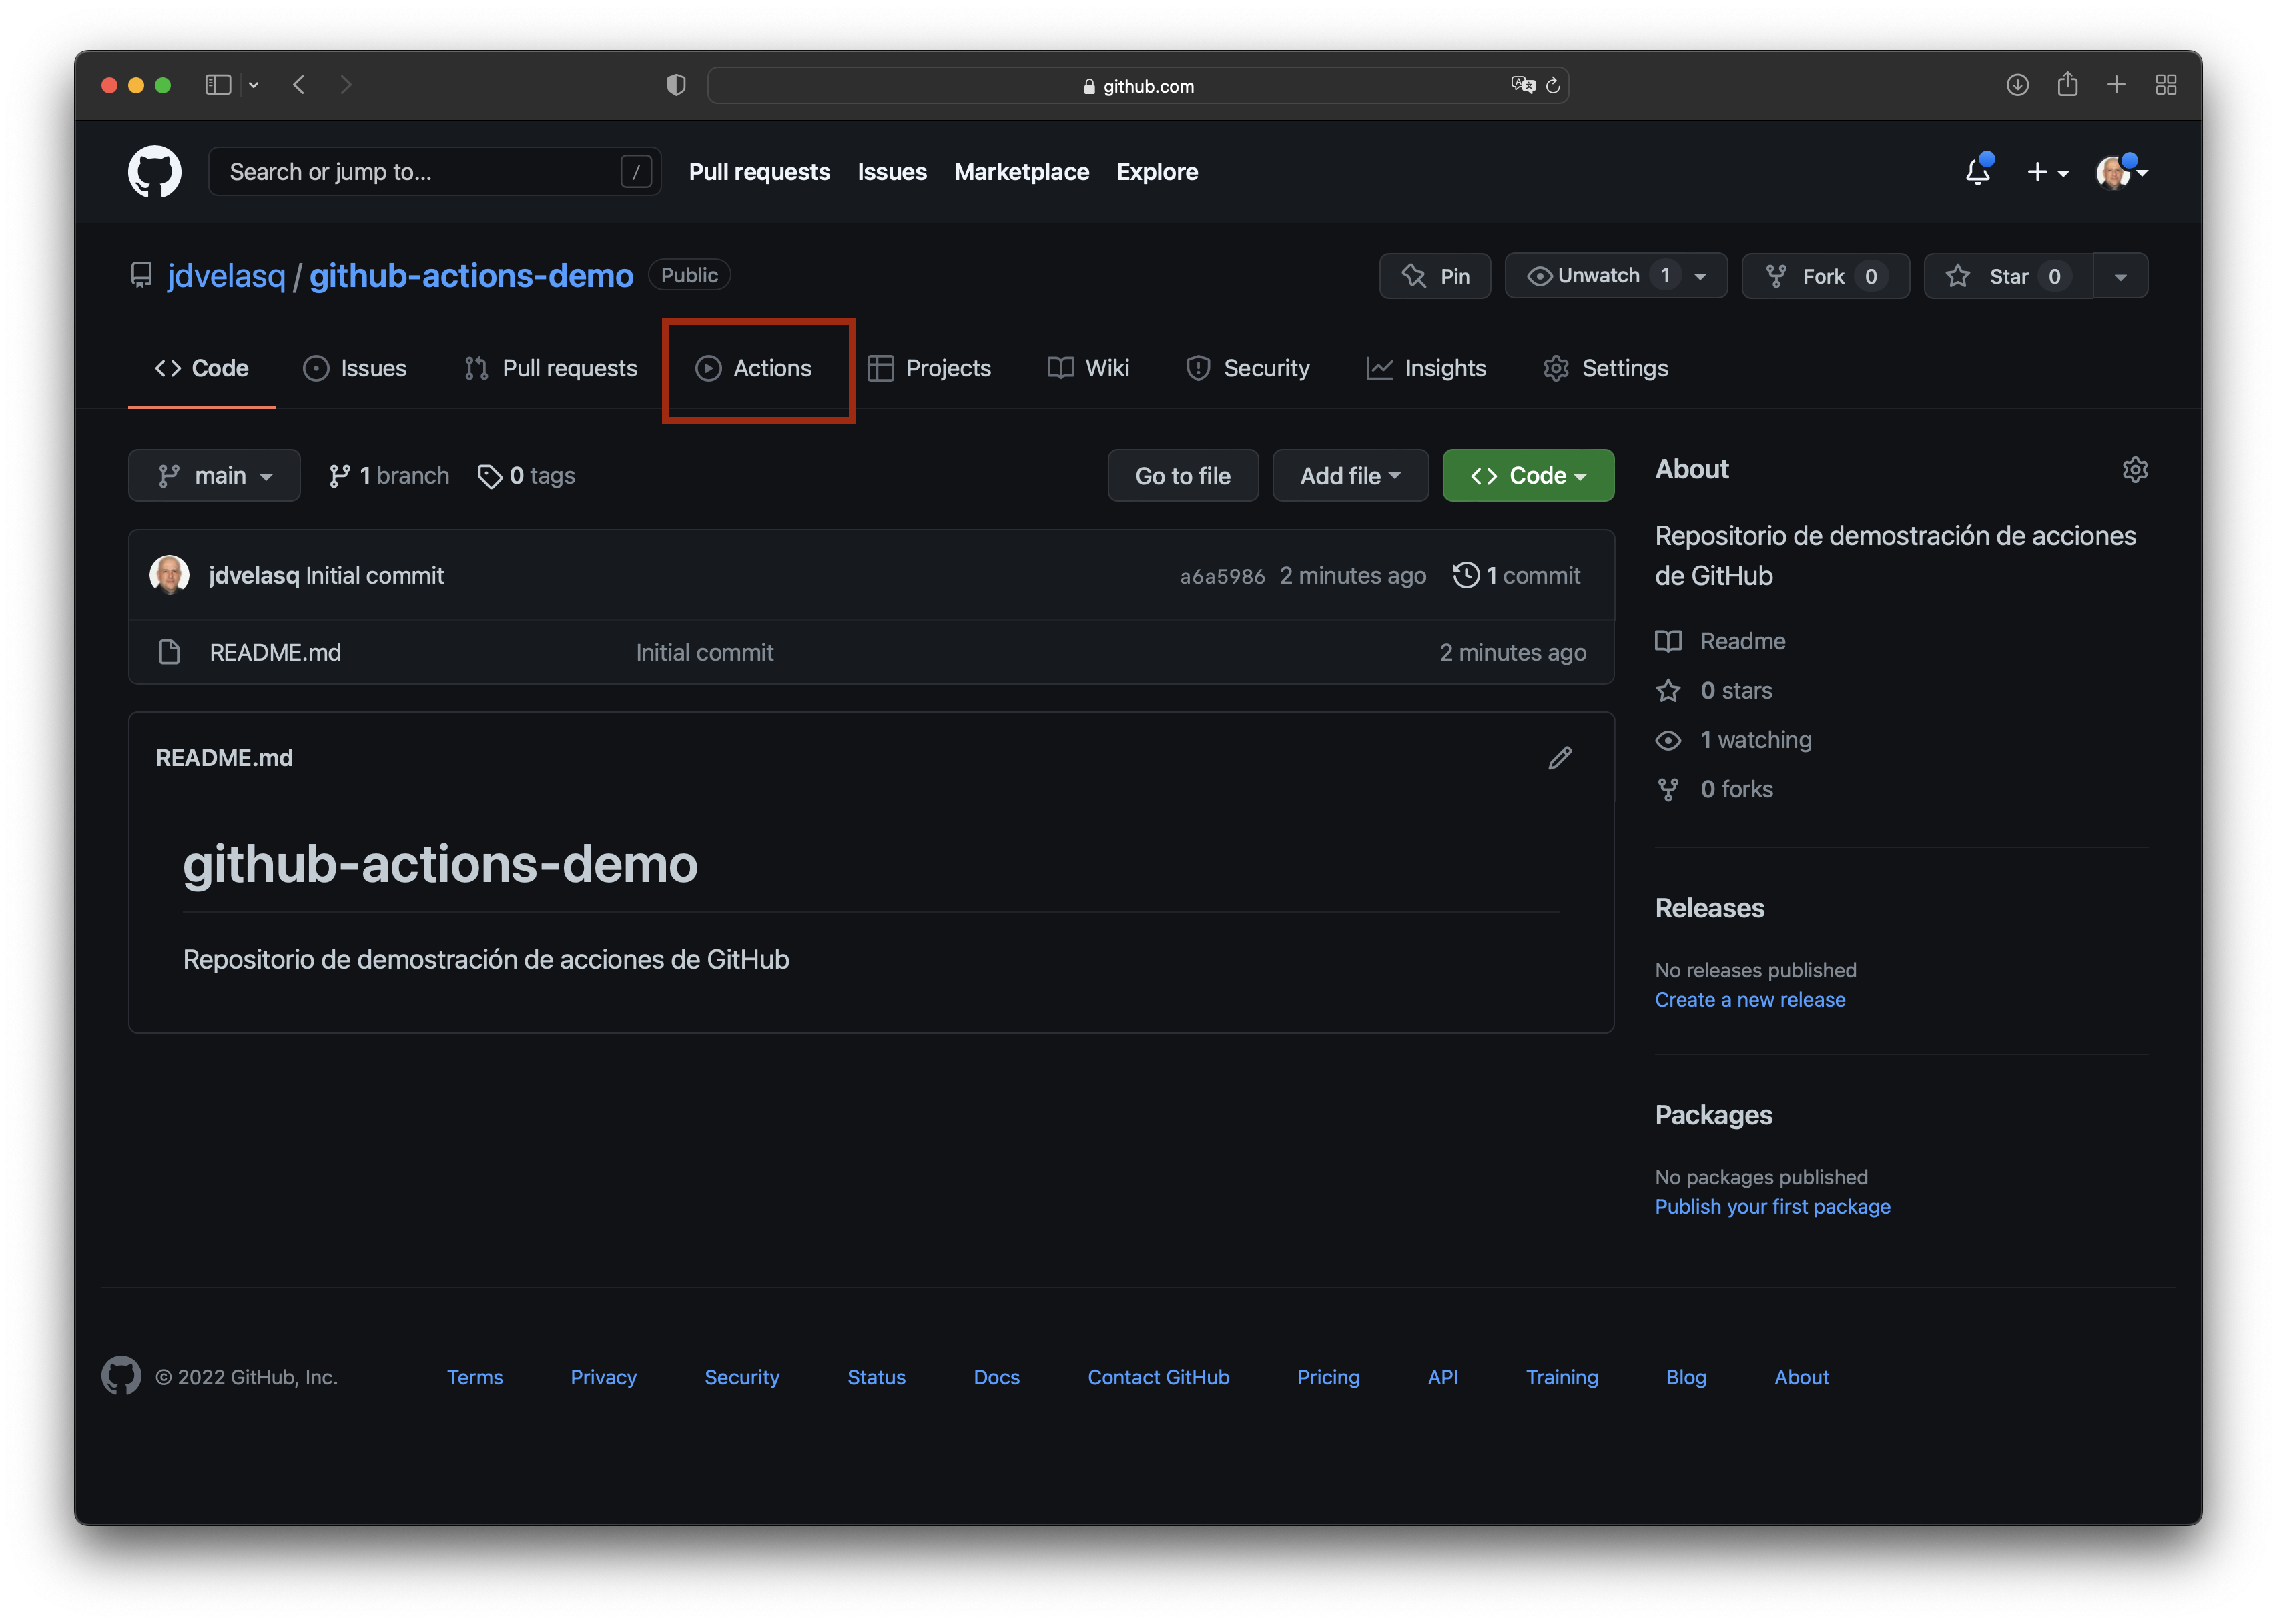 github.com
Search or jump to... /
Pull requests Issues Marketplace Explore
jdvelasq / github-actions-demo Public
Pin Unwatch 1 Fork 0 Star 0
Code Issues Pull requests Actions Projects Wiki Security Insights Settings
main 1 branch 0 tags Go to file Add file Code
jdvelasq Initial commit a6a5986 2 minutes ago 1 commit
README.md Initial commit 2 minutes ago
README.md
github-actions-demo
Repositorio de demostración de acciones de GitHub
About
Repositorio de demostración de acciones
de GitHub
Readme
0 stars
1 watching
0 forks
Releases
No releases published
Create a new release
Packages
No packages published
Publish your first package
© 2022 GitHub, Inc. Terms Privacy Security Status Docs Contact GitHub Pricing API Training Blog About